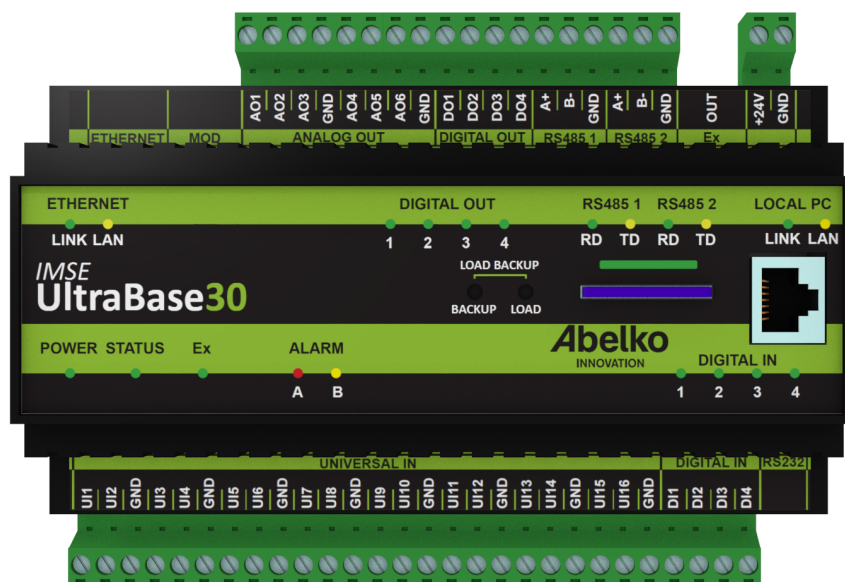 AO1 AO2 AO3 GND AO4 AO5 AO6 GND DO1 DO2 DO3 DO4 A+ B- GND A+ B- GND OUT +24V GND
ETHERNET MOD ANALOG OUT DIGITAL OUT RS485 1 RS485 2 Ex
ETHERNET DIGITAL OUT RS485 1 RS485 2 LOCAL PC
LINK LAN 1 2 3 4 RD TD RD TD LINK LAN
LOAD BACKUP
IMSE
UltraBase30
BACKUP LOAD
Abelko
INNOVATION
POWER STATUS Ex ALARM DIGITAL IN
A B 1 2 3 4
UNIVERSAL IN DIGITAL IN RS232
UI1 UI2 GND UI3 UI4 GND UI5 UI6 GND UI7 UI8 GND UI9 UI10 GND UI11 UI12 GND UI13 UI14 GND UI15 UI16 GND DI1 DI2 DI3 DI4